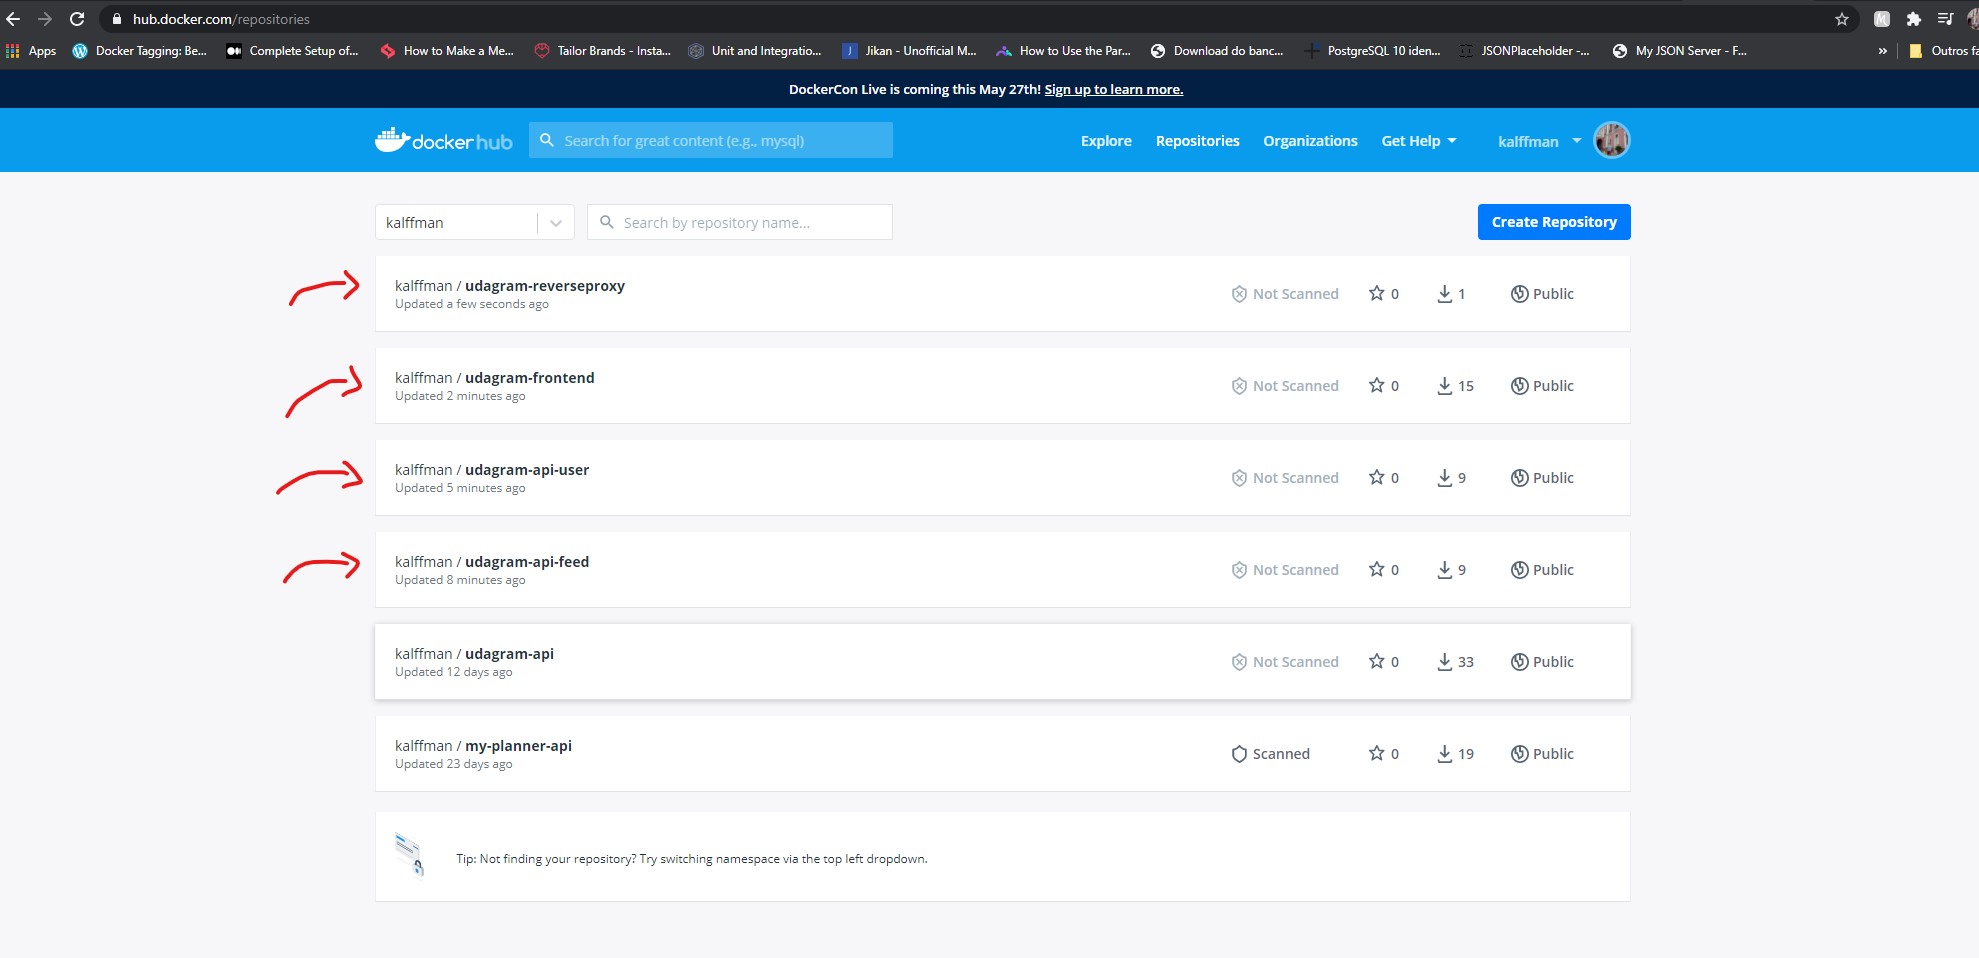 hub.docker.com/repositories
Apps
Docker Tagging: Be...
Complete Setup of...
How to Make a Me...
Tailor Brands - Insta...
Unit and Integratio...
Jikan - Unofficial M...
How to Use the Par...
Download do banc...
PostgreSQL 10 iden...
JSONPlaceholder -...
My JSON Server - F...
»
Outros fa
DockerCon Live is coming this May 27th! Sign up to learn more.
docker hub
Search for great content (e.g., mysql)
Explore
Repositories
Organizations
Get Help
kalffman
kalffman
Search by repository name...
Create Repository
kalffman / udagram-reverseproxy
Updated a few seconds ago
Not Scanned
0
1
Public
kalffman / udagram-frontend
Updated 2 minutes ago
Not Scanned
0
15
Public
kalffman / udagram-api-user
Updated 5 minutes ago
Not Scanned
0
9
Public
kalffman / udagram-api-feed
Updated 8 minutes ago
Not Scanned
0
9
Public
kalffman / udagram-api
Updated 12 days ago
Not Scanned
0
33
Public
kalffman / my-planner-api
Updated 23 days ago
Scanned
0
19
Public
Tip: Not finding your repository? Try switching namespace via the top left dropdown.